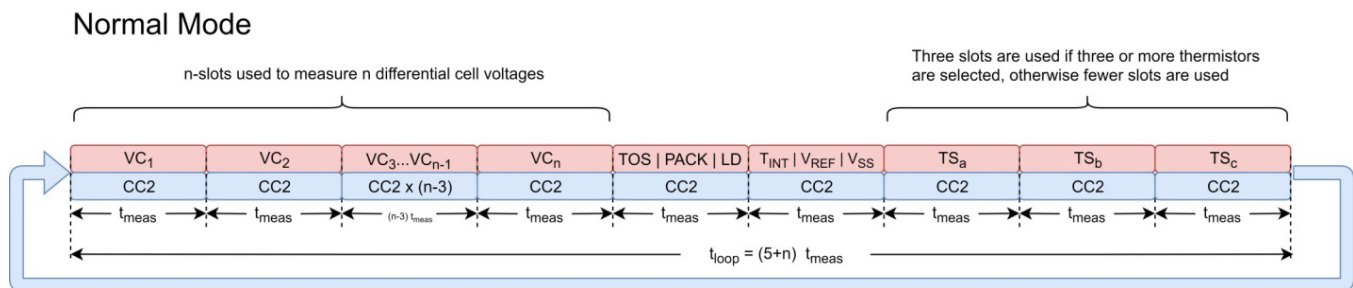 Normal Mode
n-slots used to measure n differential cell voltages
Three slots are used if three or more thermistors
are selected, otherwise fewer slots are used
VC1 VC2 VC3...VCn-1 VCn TOS | PACK | LD TINT | VREF | VSS TSa TSb TSc
CC2 CC2 CC2 x (n-3) CC2 CC2 CC2 CC2 CC2 CC2
tmeas tmeas (n-3) tmeas tmeas tmeas tmeas tmeas tmeas tmeas
tloop = (5+n) tmeas